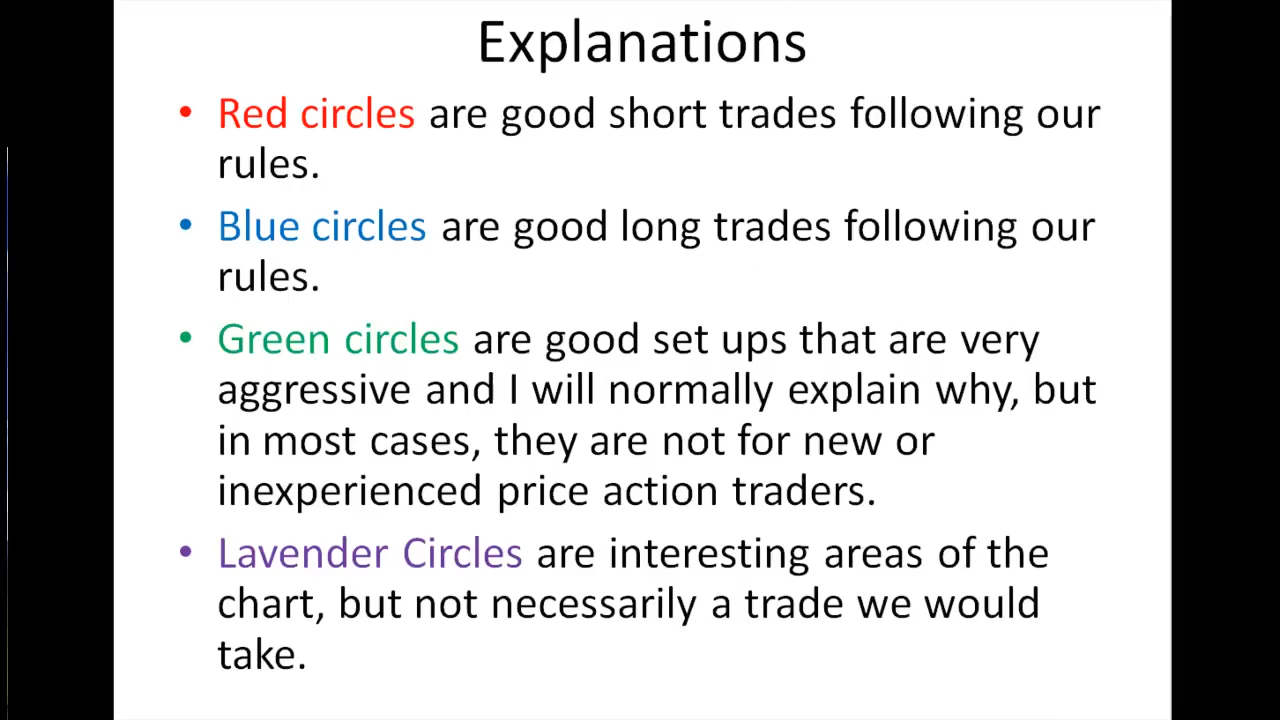 Explanations
• Red circles are good short trades following our
rules.
• Blue circles are good long trades following our
rules.
• Green circles are good set ups that are very
aggressive and I will normally explain why, but
in most cases, they are not for new or
inexperienced price action traders.
• Lavender Circles are interesting areas of the
chart, but not necessarily a trade we would
take.